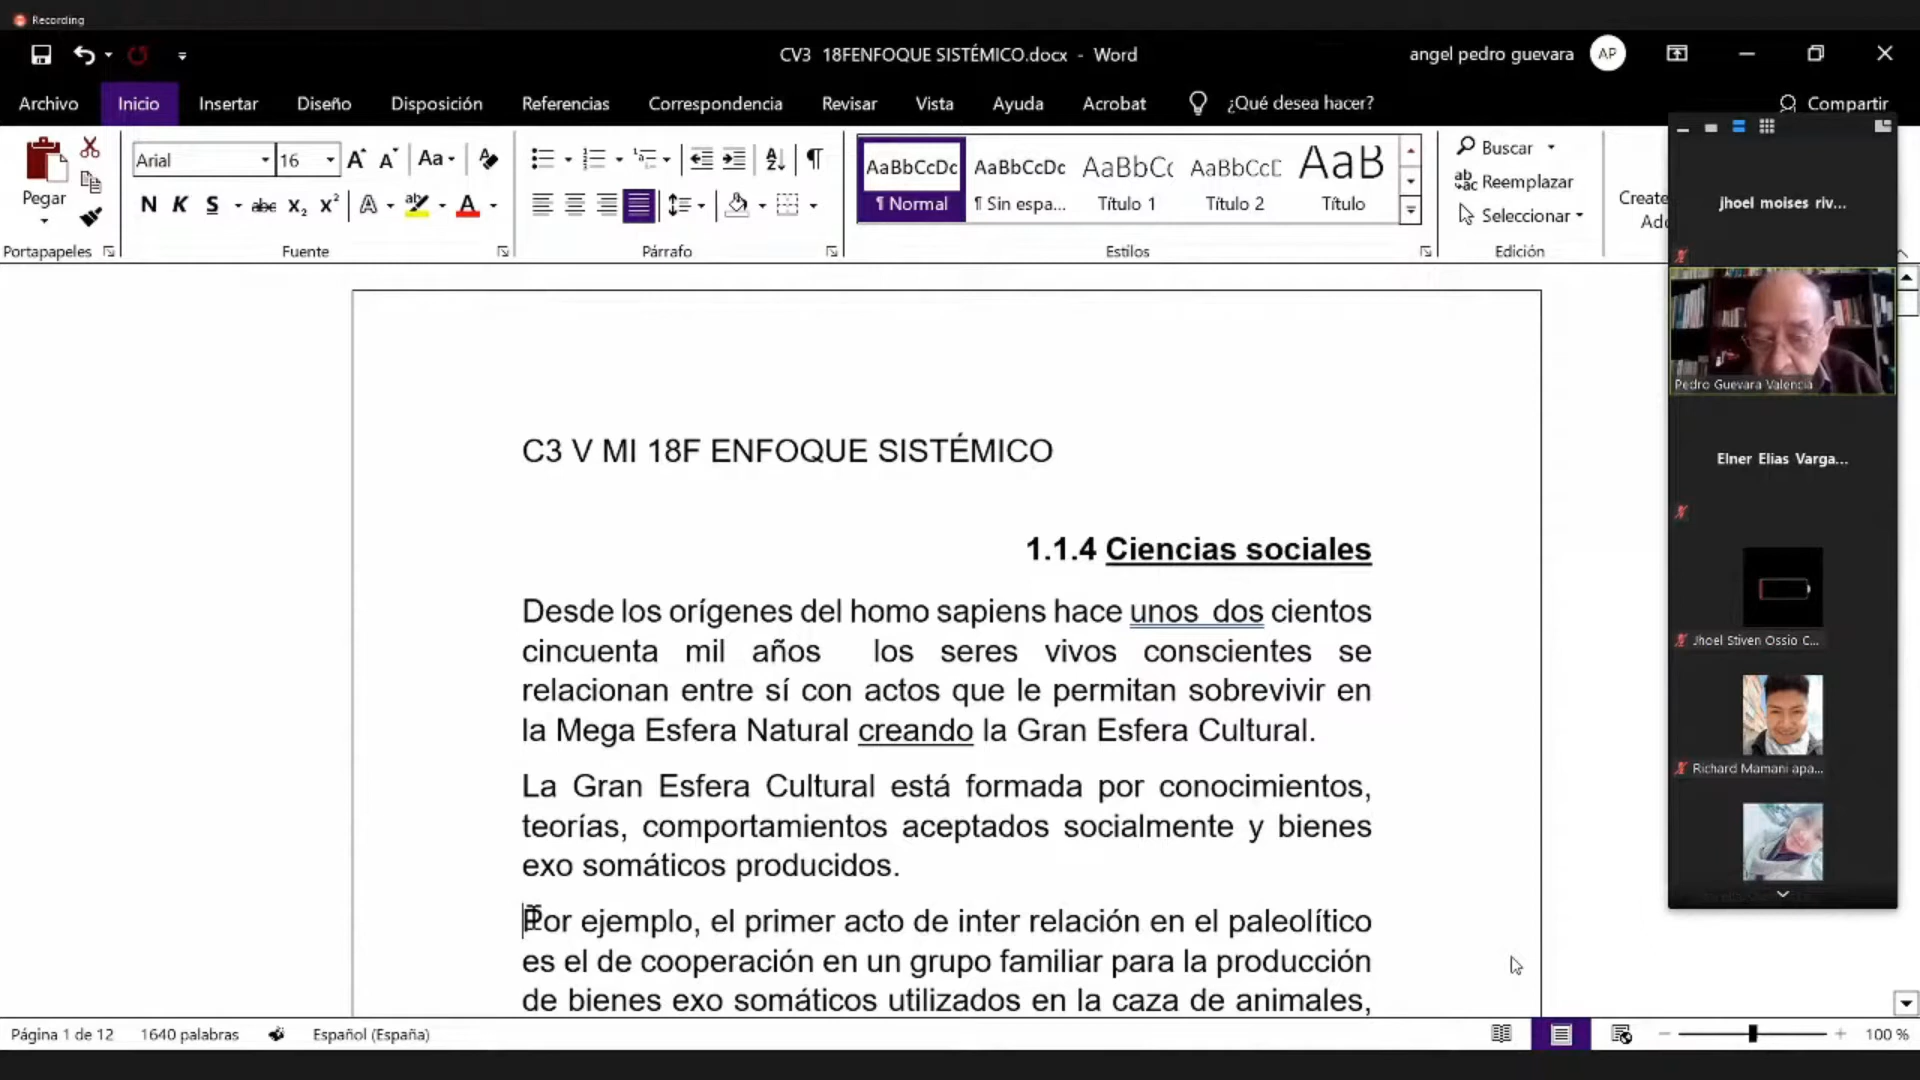 Recording
CV3 18FENFOQUE SISTÉMICO.docx - Word
angel pedro guevara
AP
Archivo Inicio Insertar Diseño Disposición Referencias Correspondencia Revisar Vista Ayuda Acrobat ¿Qué desea hacer? Compartir
Pegar
Portapapeles
Arial 16
Aa
N K S abc X₂ X²
Fuente
Párrafo
AaBbCcDc AaBbCcDc AaBbC AaBbCcD AaB
¶ Normal ¶ Sin espa... Título 1 Título 2 Título
Estilos
Buscar
Reemplazar
Seleccionar
Edición
Create
jhoel moises riv...
Pedro Guevara Valencia
Elner Elias Varga...
Jhoel Stiven Ossio C...
Richard Mamani apa...
C3 V MI 18F ENFOQUE SISTÉMICO
1.1.4 Ciencias sociales
Desde los orígenes del homo sapiens hace unos dos cientos
cincuenta mil años los seres vivos conscientes se
relacionan entre sí con actos que le permitan sobrevivir en
la Mega Esfera Natural creando la Gran Esfera Cultural.
La Gran Esfera Cultural está formada por conocimientos,
teorías, comportamientos aceptados socialmente y bienes
exo somáticos producidos.
Por ejemplo, el primer acto de inter relación en el paleolítico
es el de cooperación en un grupo familiar para la producción
de bienes exo somáticos utilizados en la caza de animales,
Página 1 de 12 1640 palabras Español (España) 100 %